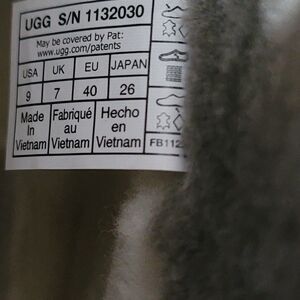 UGG S/N 1132030
May be covered by Pat:
www.ugg.com/patents
USA UK EU JAPAN
9 7 40 26
Made In Vietnam
Fabriqué au Vietnam
Hecho en Vietnam